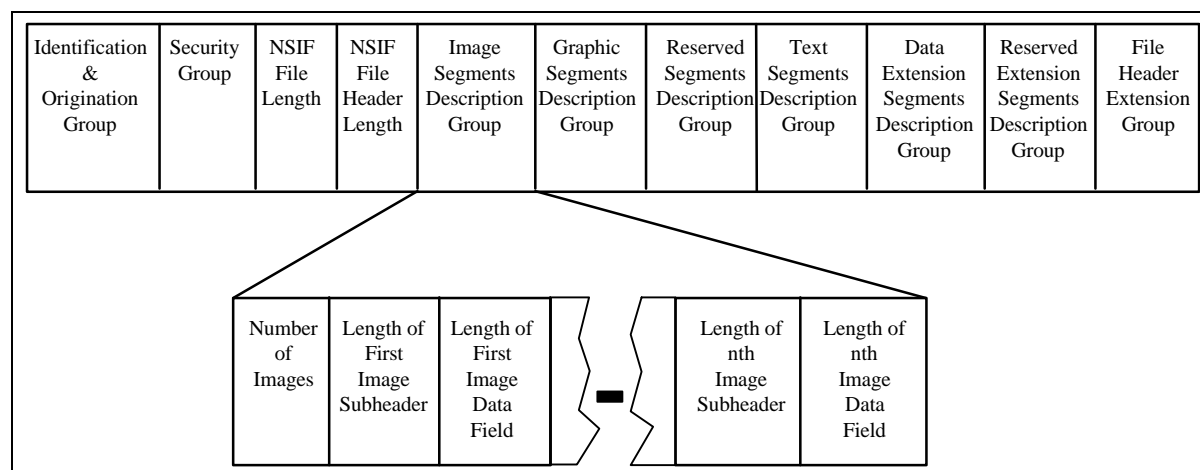 Identification
&
Origination
Group
Security
Group
NSIF
File
Length
NSIF
File
Header
Length
Image
Segments
Description
Group
Graphic
Segments
Description
Group
Reserved
Segments
Description
Group
Text
Segments
Description
Group
Data
Extension
Segments
Description
Group
Reserved
Extension
Segments
Description
Group
File
Header
Extension
Group
Number
of
Images
Length of
First
Image
Subheader
Length of
First
Image
Data
Field
Length of
nth
Image
Subheader
Length of
nth
Image
Data
Field